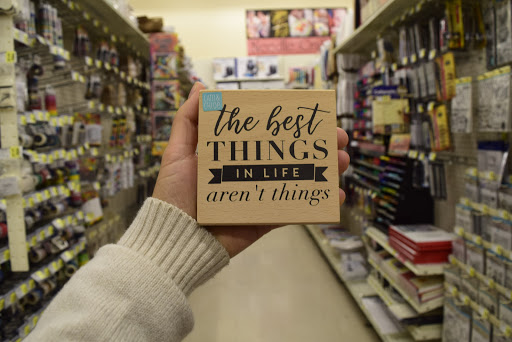 the best
THINGS
IN LIFE
aren't things